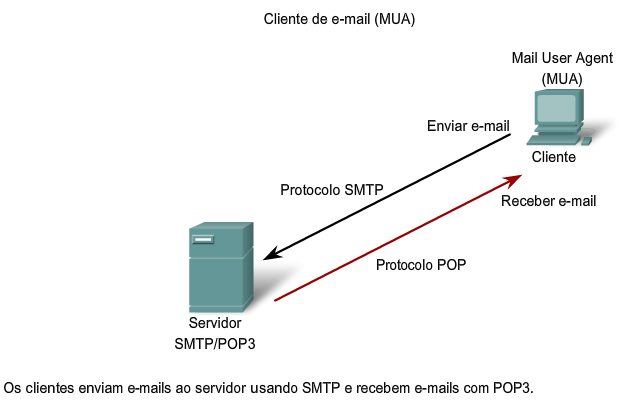 Cliente de e-mail (MUA)
Mail User Agent
(MUA)
Enviar e-mail
Cliente
Protocolo SMTP
Receber e-mail
Protocolo POP
Servidor
SMTP/POP3
Os clientes enviam e-mails ao servidor usando SMTP e recebem e-mails com POP3.